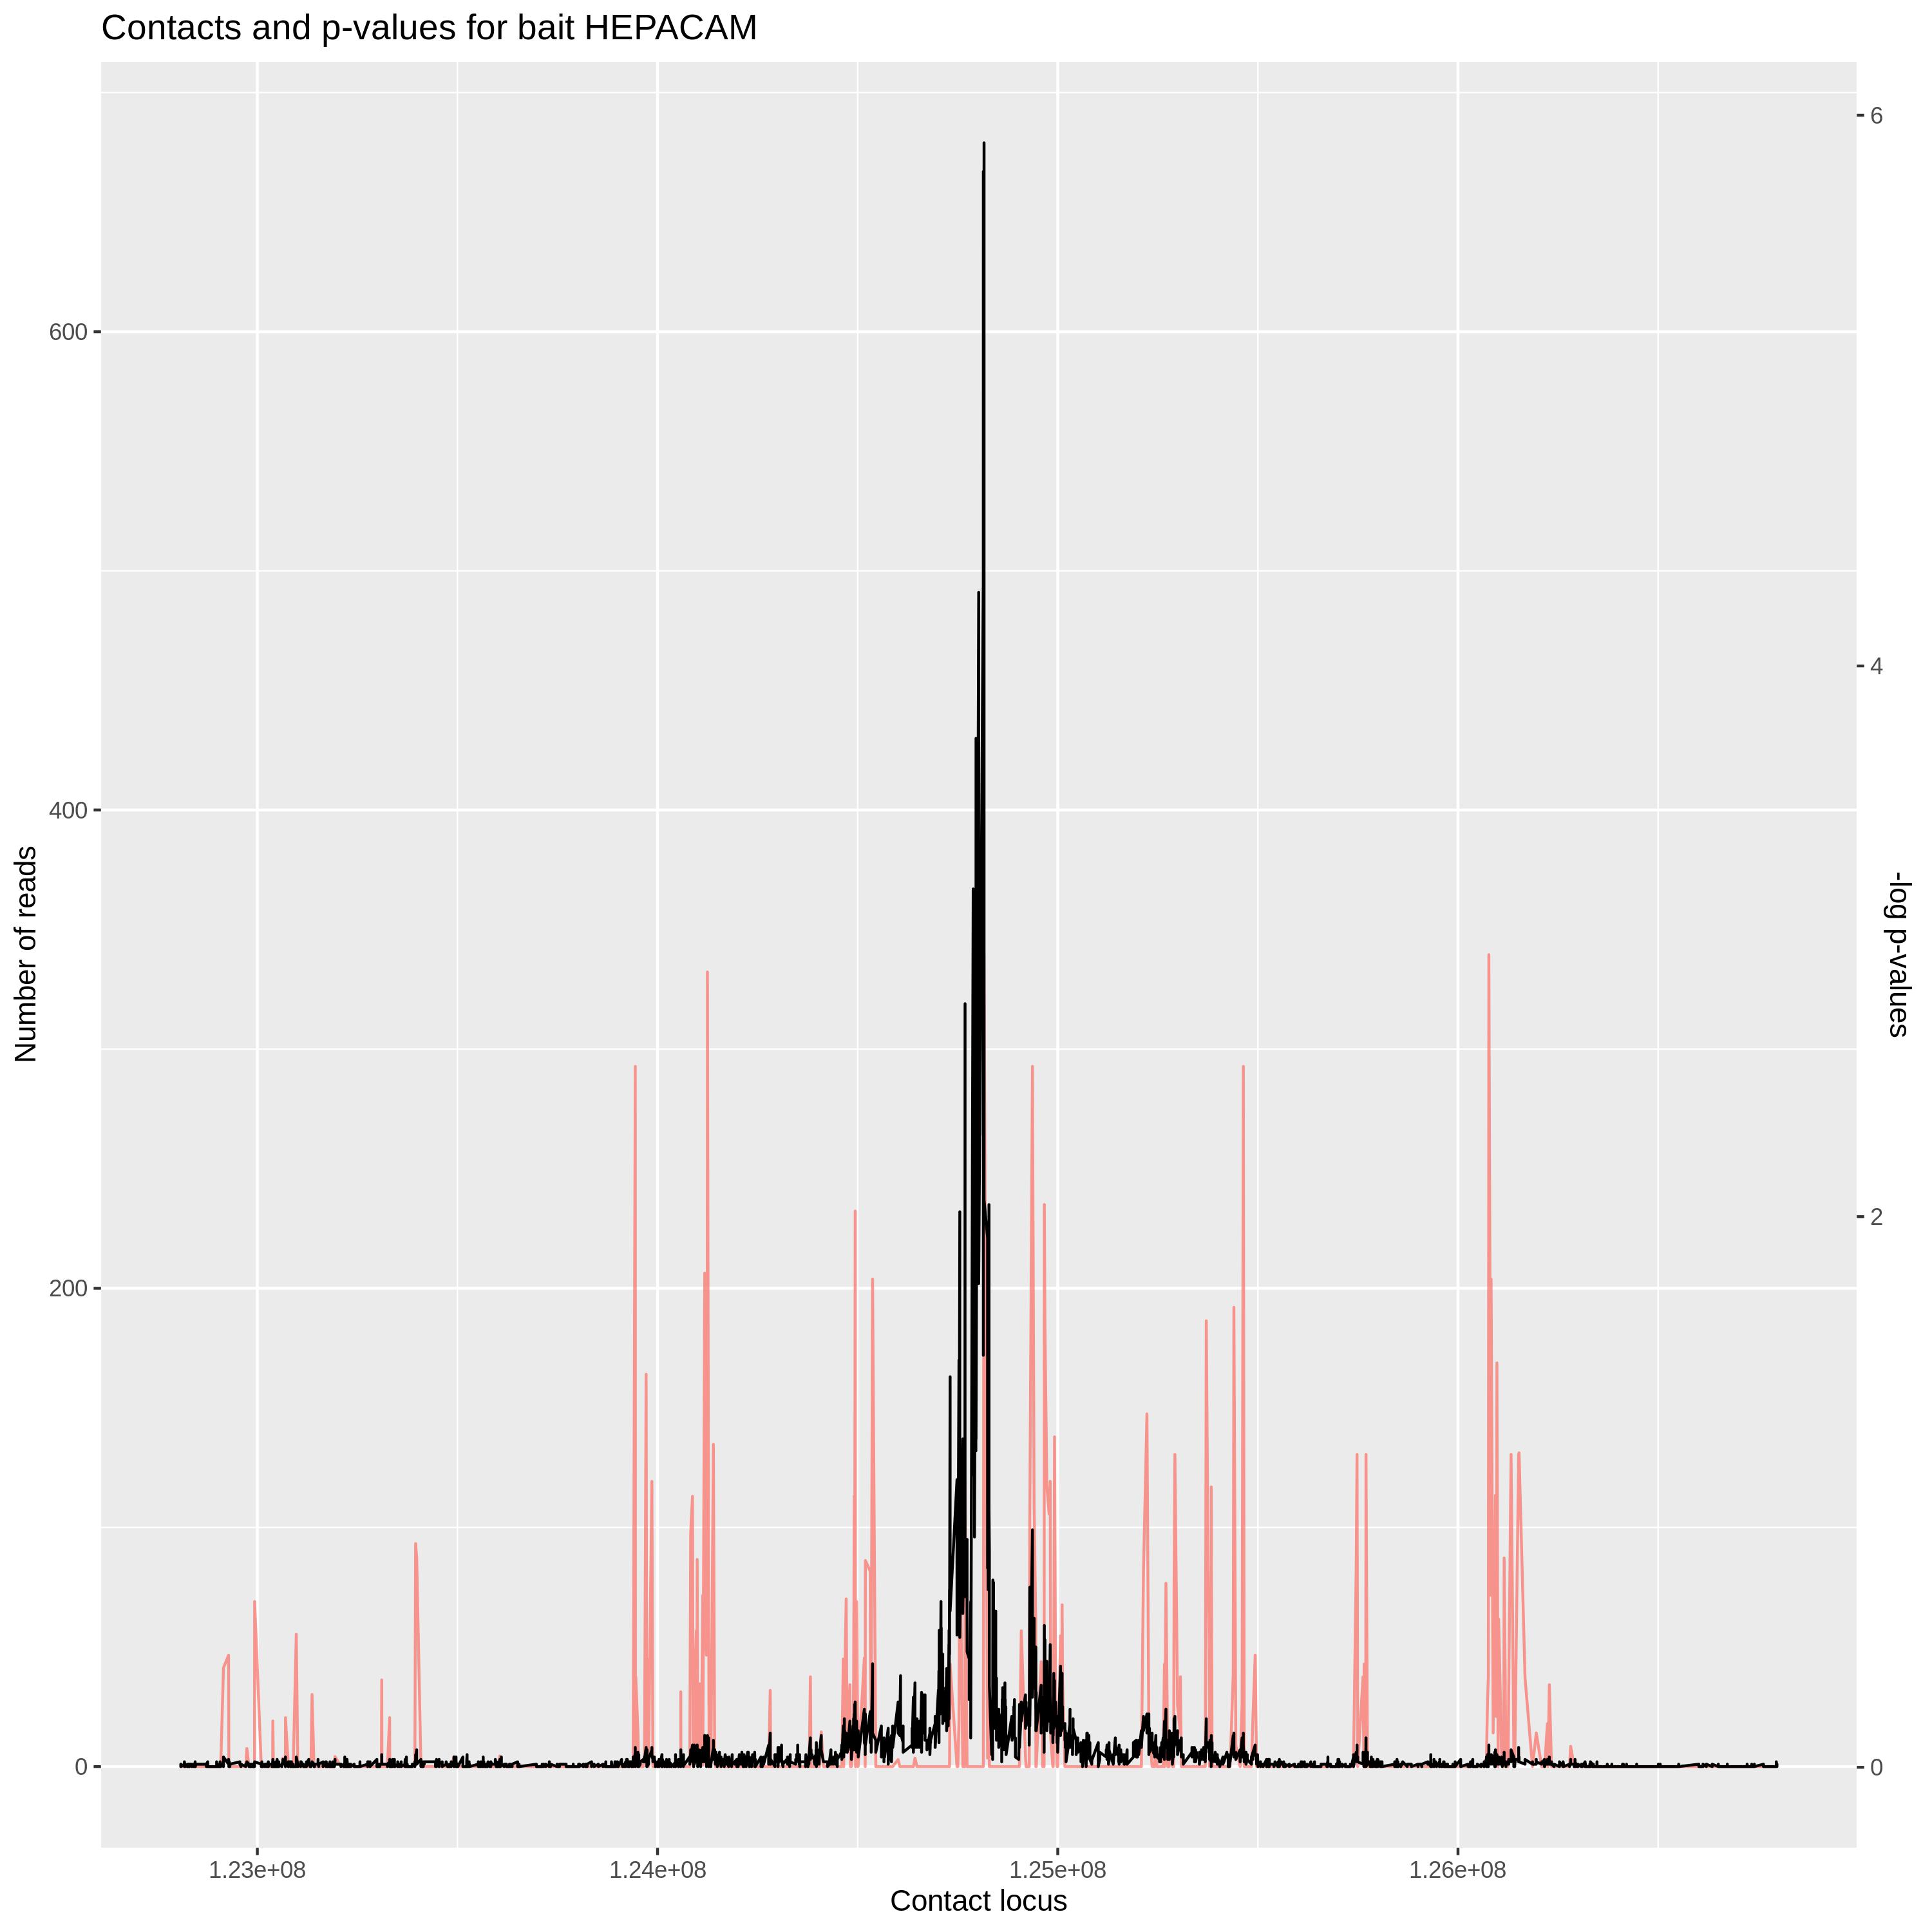 Contacts and p-values for bait HEPACAM
6
600
4
400
Number of reads
-log p-values
2
200
0
0
1.23e+08
1.24e+08
1.25e+08
1.26e+08
Contact locus